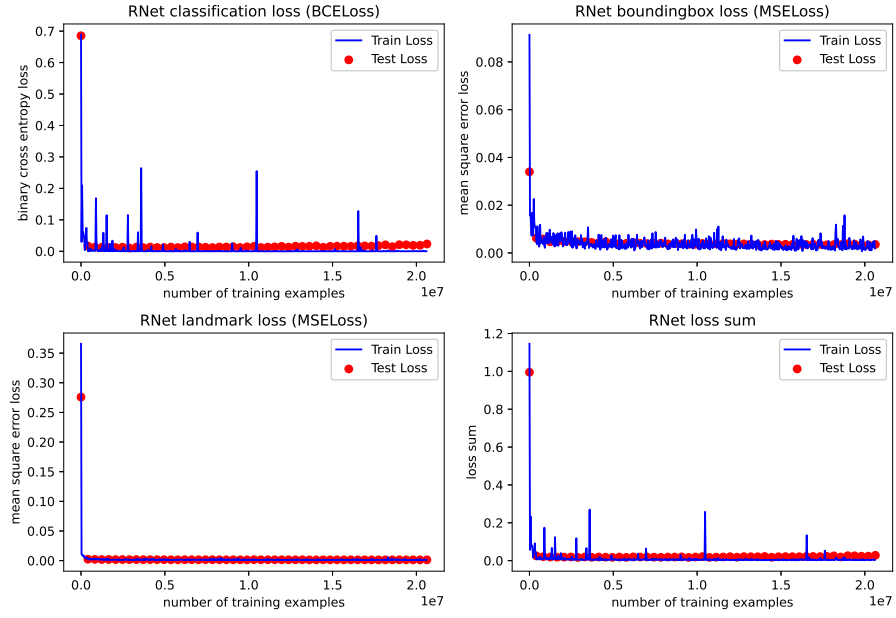 RNet classification loss (BCELoss)
binary cross entropy loss
0.7
0.6
0.5
0.4
0.3
0.2
0.1
0.0
Train Loss
Test Loss
0.0 0.5 1.0 1.5 2.0
number of training examples
1e7
RNet boundingbox loss (MSELoss)
mean square error loss
0.08
0.06
0.04
0.02
0.00
Train Loss
Test Loss
0.0 0.5 1.0 1.5 2.0
number of training examples
1e7
RNet landmark loss (MSELoss)
mean square error loss
0.35
0.30
0.25
0.20
0.15
0.10
0.05
0.00
Train Loss
Test Loss
0.0 0.5 1.0 1.5 2.0
number of training examples
1e7
RNet loss sum
loss sum
1.2
1.0
0.8
0.6
0.4
0.2
0.0
Train Loss
Test Loss
0.0 0.5 1.0 1.5 2.0
number of training examples
1e7